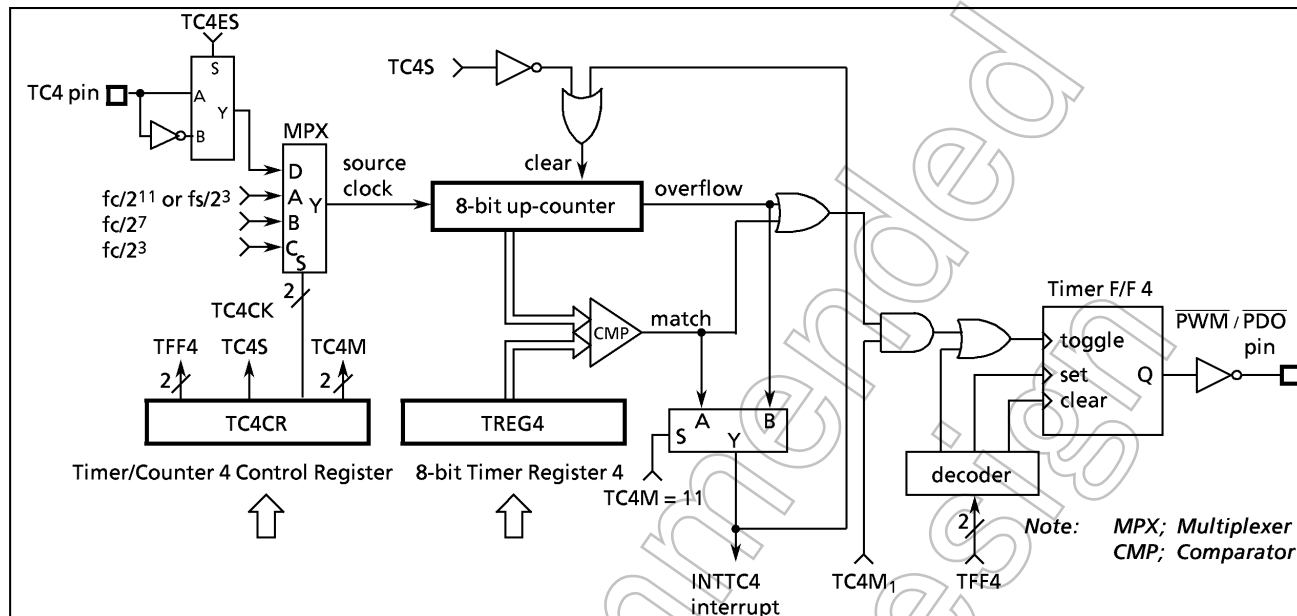 TC4ES
S
TC4 pin
A
Y
B
TC4S
MPX
D
A
B
C
Y
S
source
clock
clear
fc/2¹¹ or fs/2³
fc/2⁷
fc/2³
8-bit up-counter
overflow
2
TC4CK
CMP
match
Timer F/F 4
toggle
set
clear
Q
PWM / PDO
pin
TFF4
TC4S
TC4M
2
2
TC4CR
TREG4
A
B
S
Y
Timer/Counter 4 Control Register
8-bit Timer Register 4
TC4M = 11
decoder
2
INTTC4
interrupt
TC4M₁
TFF4
Note: MPX; Multiplexer
CMP; Comparator
mmended
esign